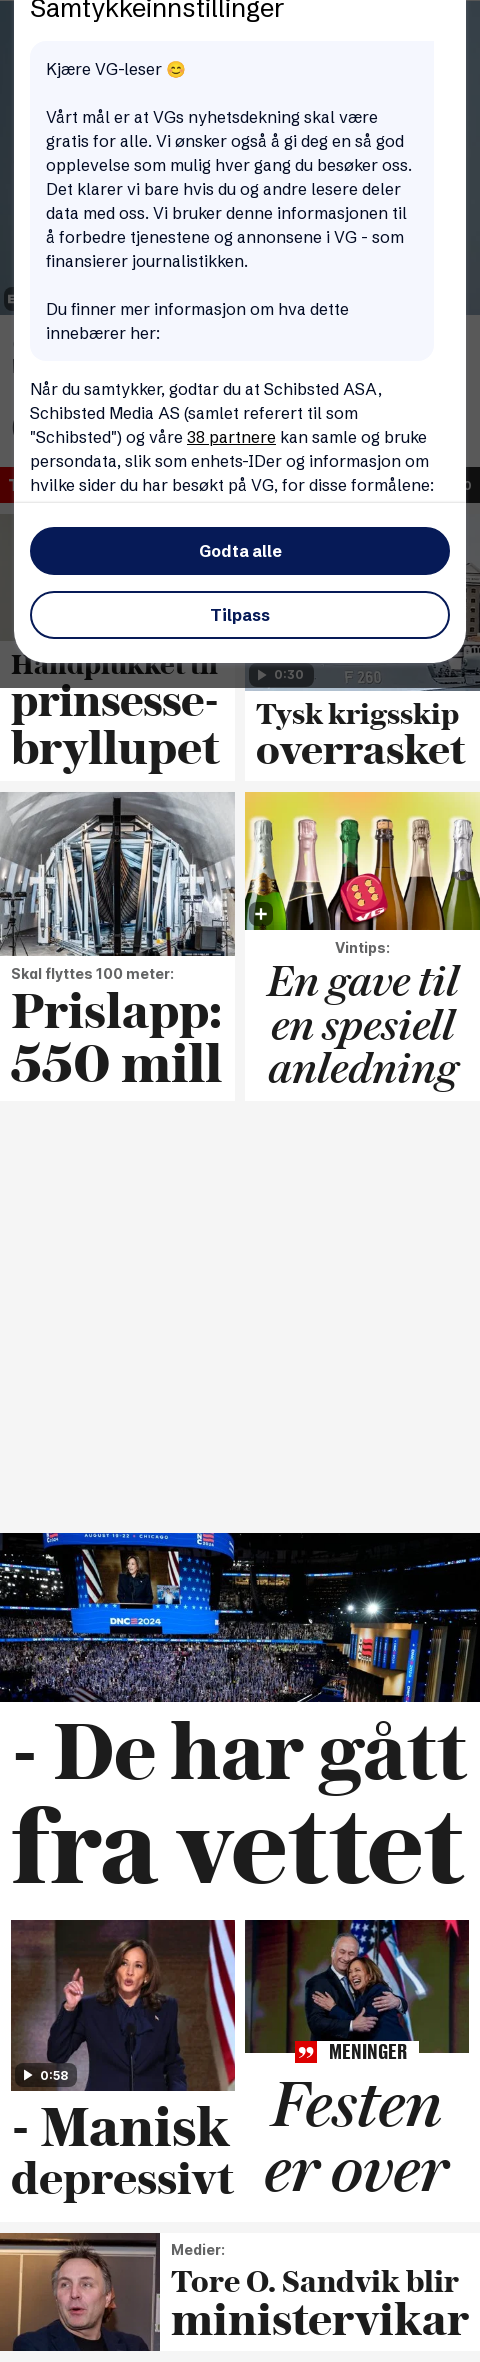 Samtykkeinnstillinger
Kjære VG-leser 😊
Vårt mål er at VGs nyhetsdekning skal være
gratis for alle. Vi ønsker også å gi deg en så god
opplevelse som mulig hver gang du besøker oss.
Det klarer vi bare hvis du og andre lesere deler
data med oss. Vi bruker denne informasjonen til
å forbedre tjenestene og annonsene i VG - som
finansierer journalistikken.
Du finner mer informasjon om hva dette
innebærer her:
Når du samtykker, godtar du at Schibsted ASA,
Schibsted Media AS (samlet referert til som
"Schibsted") og våre 38 partnere kan samle og bruke
persondata, slik som enhets-IDer og informasjon om
hvilke sider du har besøkt på VG, for disse formålene:
Godta alle
Tilpass
Håndplukket til
prinsesse-
bryllupet
0:30
F 260
Tysk krigsskip
overrasket
Skal flyttes 100 meter:
Prislapp:
550 mill
VG
Vintips:
En gave til
en spesiell
anledning
AUGUST 19-22 • CHICAGO
DNC 2024
- De har gått
fra vettet
0:58
- Manisk
depressivt
MENINGER
Festen
er over
Medier:
Tore O. Sandvik blir
ministervikar